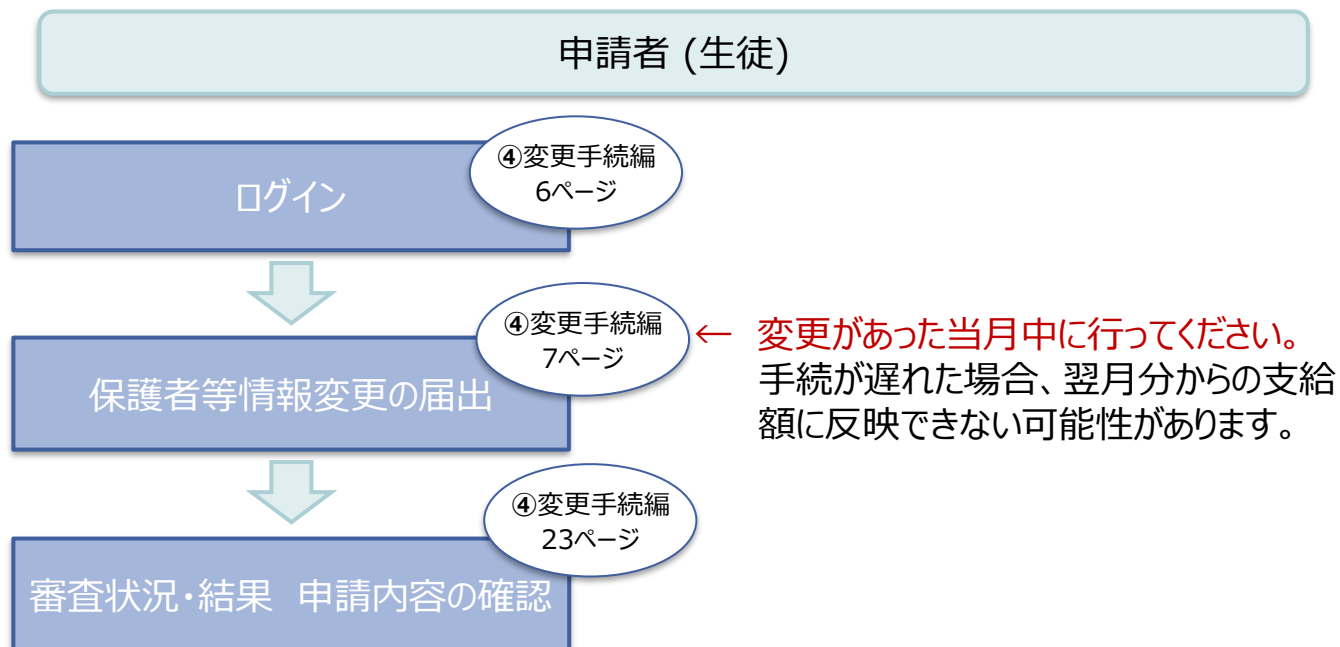 申請者 (生徒)
④変更手続編
6ページ
ログイン
④変更手続編
7ページ
← 変更があった当月中に行ってください。
手続が遅れた場合、翌月分からの支給
額に反映できない可能性があります。
保護者等情報変更の届出
④変更手続編
23ページ
審査状況・結果　申請内容の確認